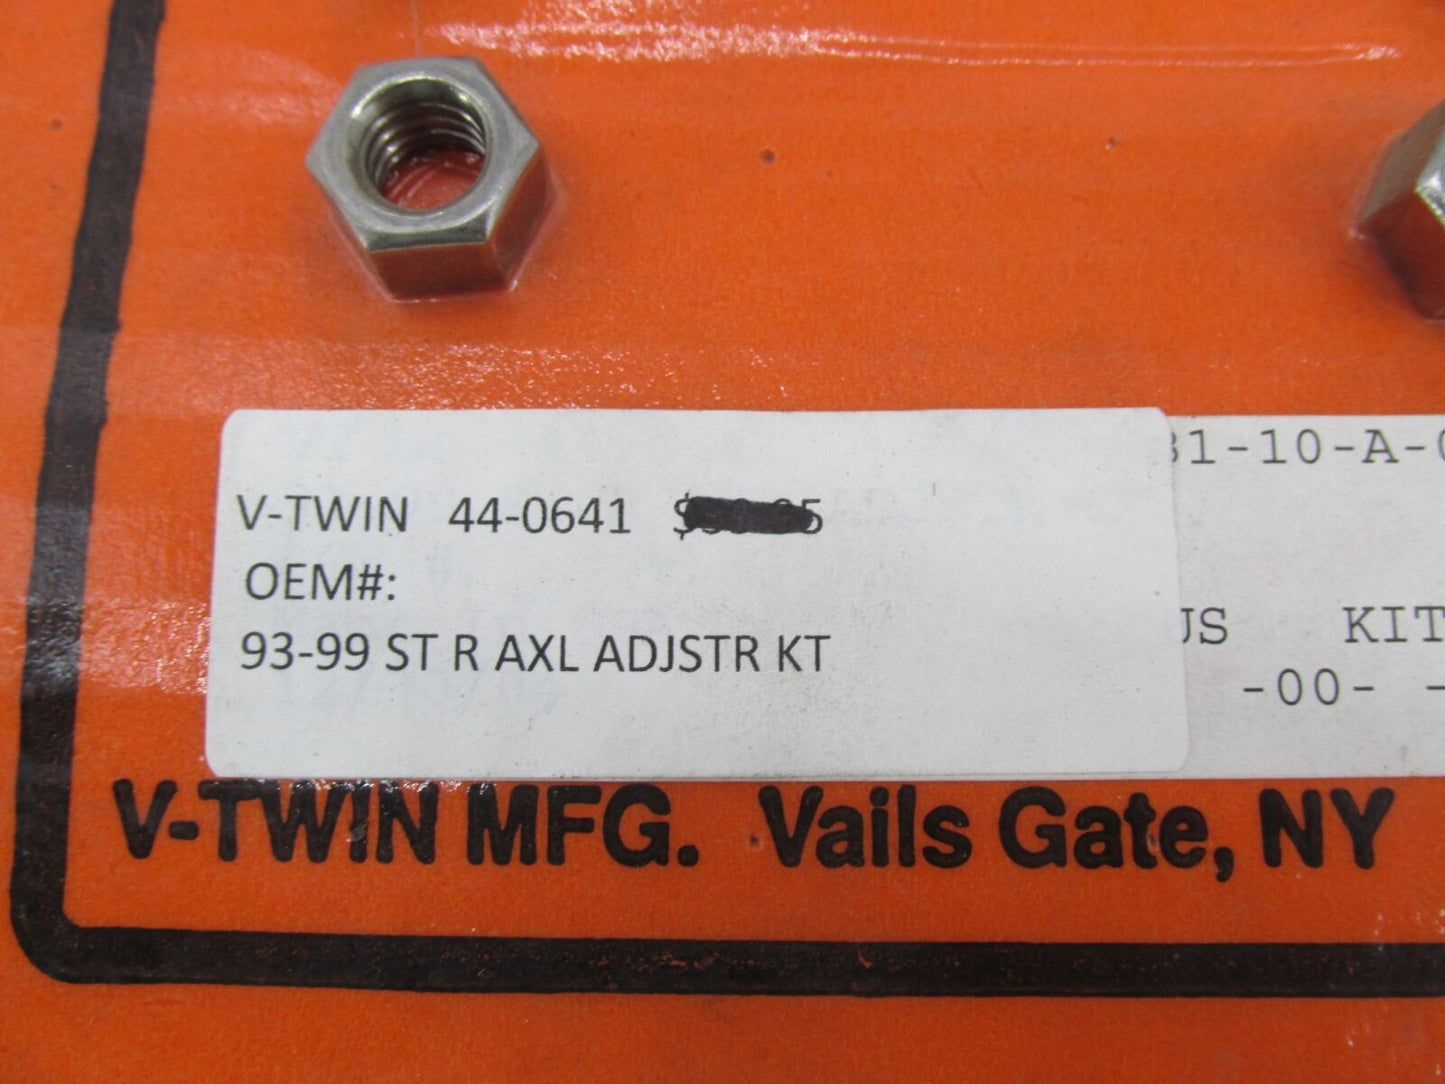 V-TWIN 44-0641
OEM#:
93-99 ST R AXL ADJSTR KT
31-10-A-
US KIT
-00- -
V-TWIN MFG. Vails Gate, NY